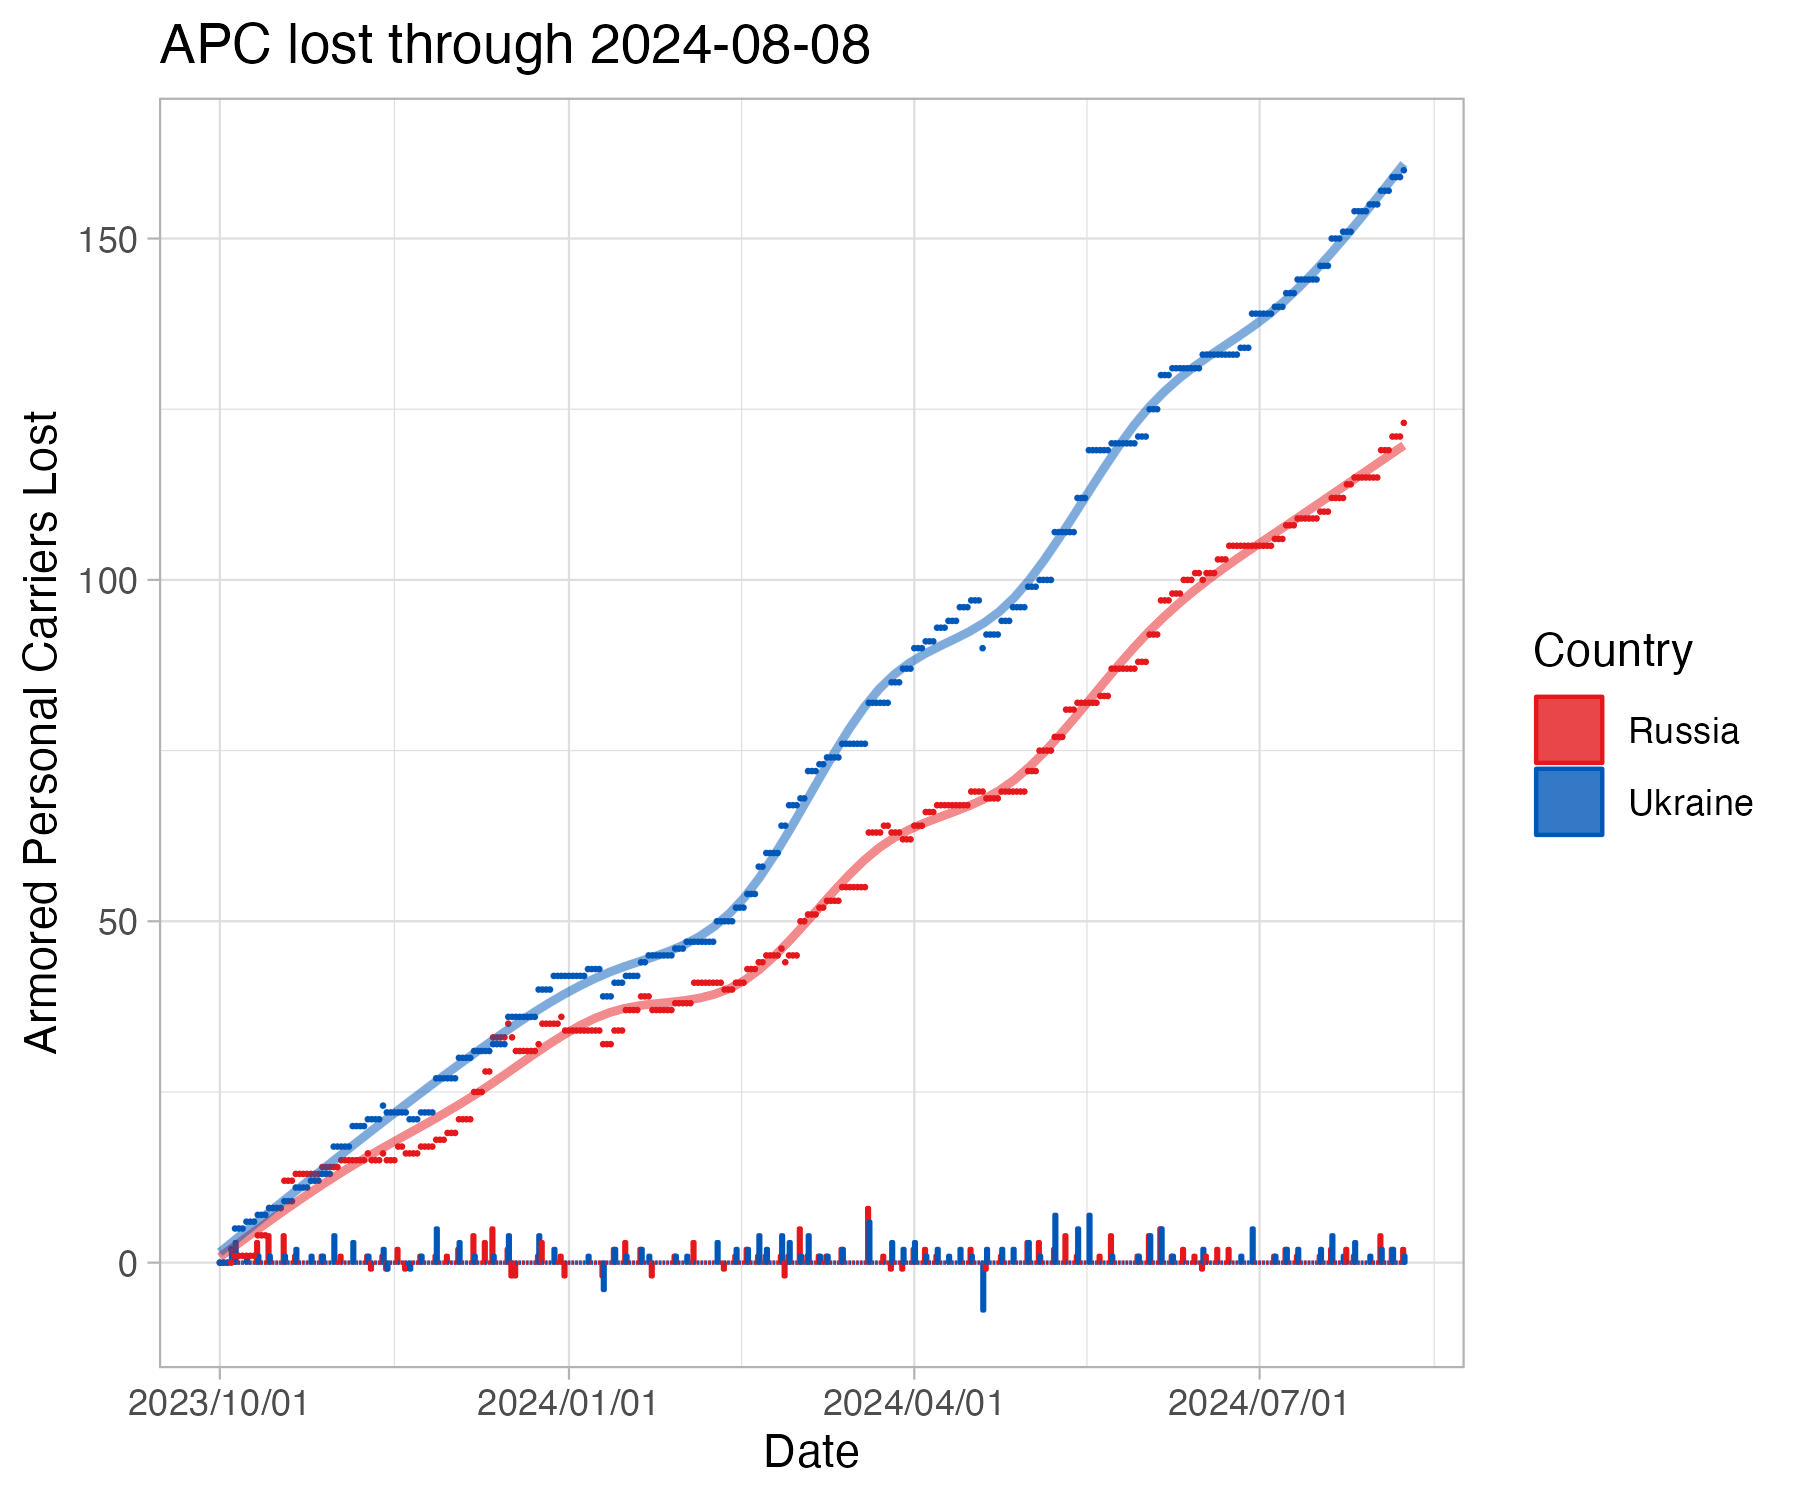 APC lost through 2024-08-08
Armored Personal Carriers Lost
150
100
50
0
2023/10/01 2024/01/01 2024/04/01 2024/07/01
Date
Country
Russia
Ukraine